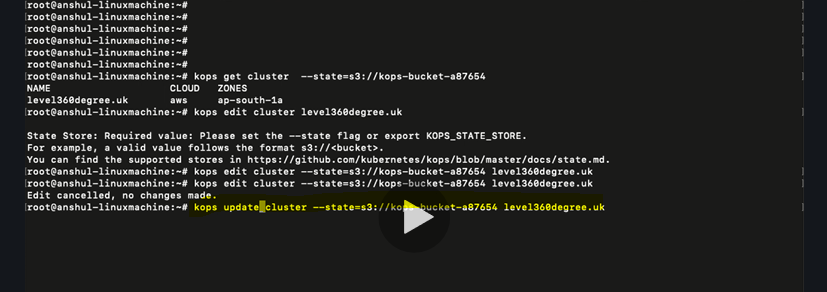 root@anshul-linuxmachine:~#
root@anshul-linuxmachine:~#
root@anshul-linuxmachine:~#
root@anshul-linuxmachine:~#
root@anshul-linuxmachine:~#
root@anshul-linuxmachine:~#
root@anshul-linuxmachine:~# kops get cluster  --state=s3://kops-bucket-a87654
NAME CLOUD ZONES
level360degree.uk aws ap-south-1a
root@anshul-linuxmachine:~# kops edit cluster level360degree.uk
State Store: Required value: Please set the --state flag or export KOPS_STATE_STORE.
For example, a valid value follows the format s3://<bucket>.
You can find the supported stores in https://github.com/kubernetes/kops/blob/master/docs/state.md.
root@anshul-linuxmachine:~# kops edit cluster --state=s3://kops-bucket-a87654 level360degree.uk
root@anshul-linuxmachine:~# kops edit cluster --state=s3://kops-bucket-a87654 level360degree.uk
Edit cancelled, no changes made.
root@anshul-linuxmachine:~# kops update cluster --state=s3://kops-bucket-a87654 level360degree.uk